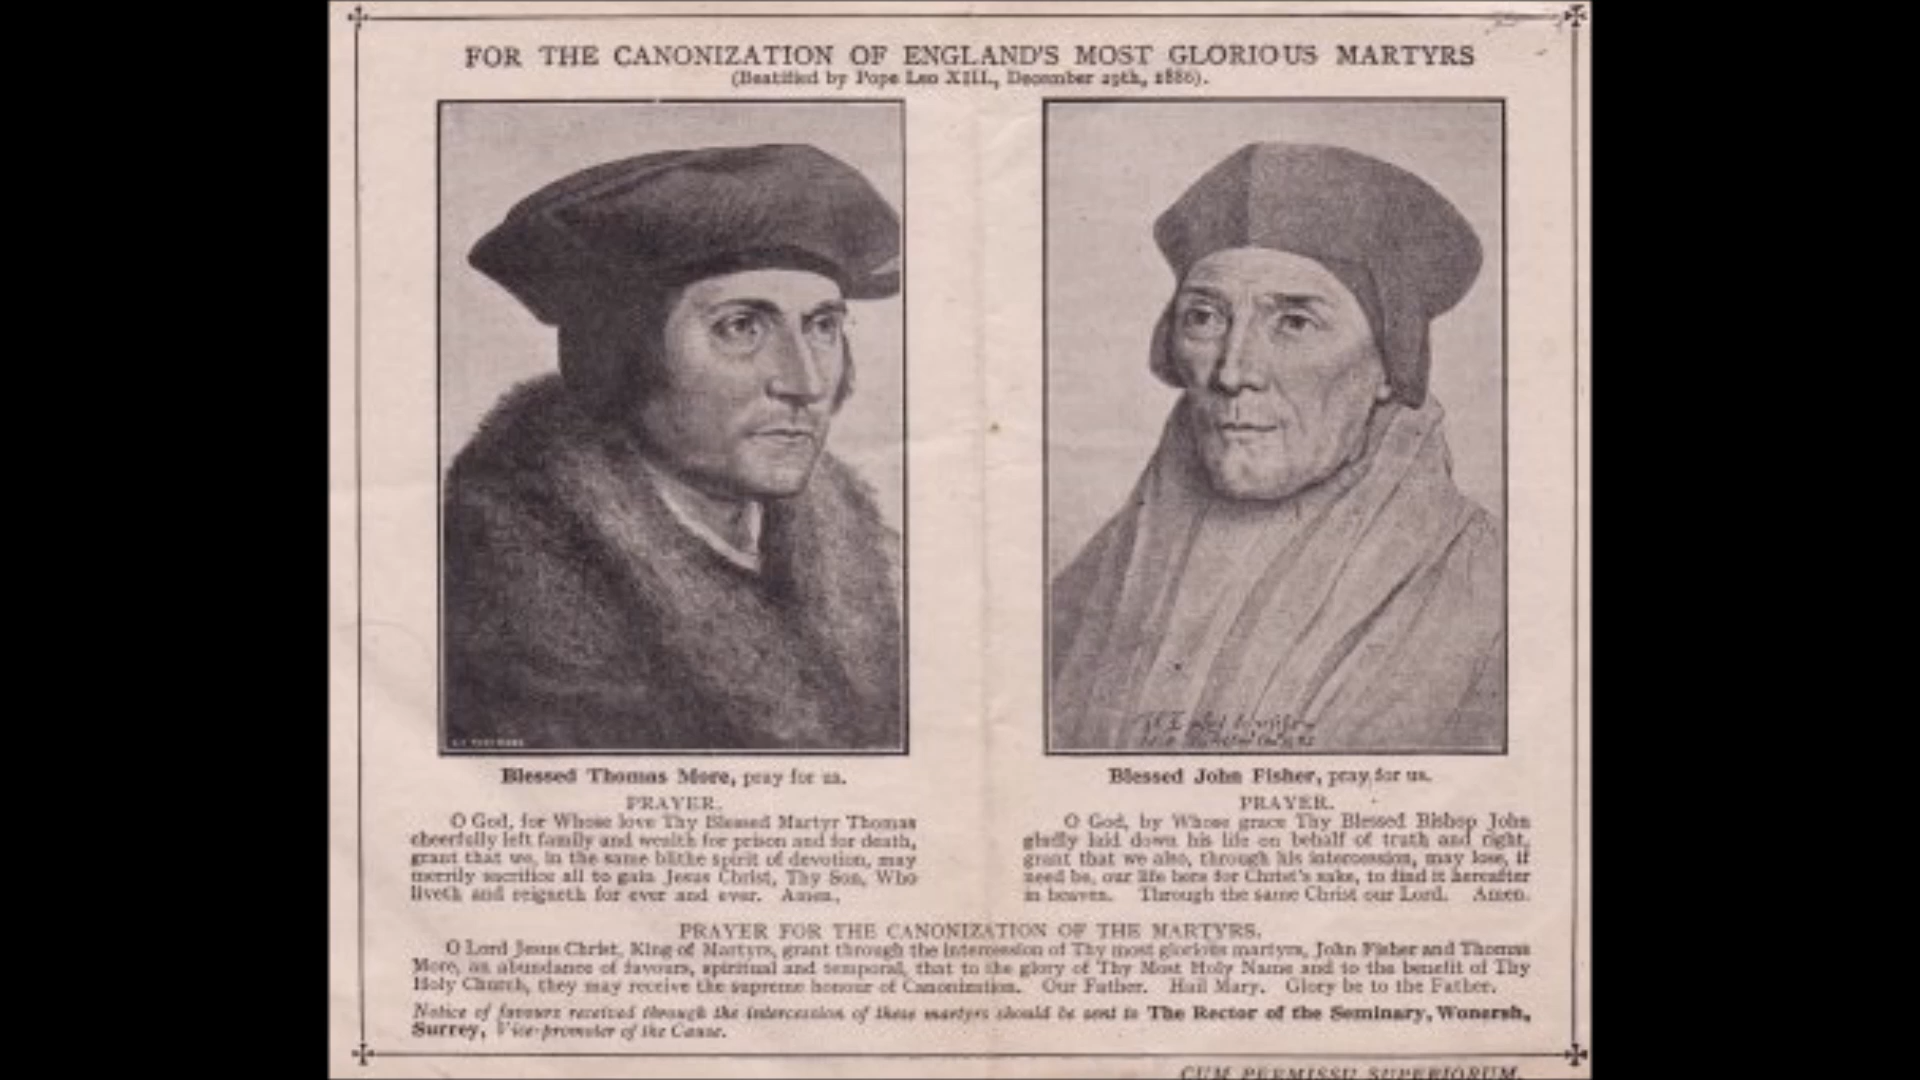 FOR THE CANONIZATION OF ENGLAND'S MOST GLORIOUS MARTYRS
(Beatified by Pope Leo XIII., December 29th, 1886).
Blessed Thomas More, pray for us.
PRAYER.
O God, for Whose love Thy Blessed Martyr Thomas
cheerfully left family and wealth for prison and for death,
grant that we, in the same blithe spirit of devotion, may
merrily sacrifice all to gain Jesus Christ, Thy Son, Who
liveth and reigneth for ever and ever. Amen.
Blessed John Fisher, pray for us.
PRAYER.
O God, by Whose grace Thy Blessed Bishop John
gladly laid down his life on behalf of truth and right,
grant that we also, through his intercession, may lose, if
need be, our life here for Christ's sake, to find it hereafter
in heaven. Through the same Christ our Lord. Amen.
PRAYER FOR THE CANONIZATION OF THE MARTYRS.
O Lord Jesus Christ, King of Martyrs, grant through the intercession of Thy most glorious martyrs, John Fisher and Thomas
More, an abundance of favours, spiritual and temporal, that to the glory of Thy Most Holy Name and to the benefit of Thy
Holy Church, they may receive the supreme honour of Canonization. Our Father. Hail Mary. Glory be to the Father.
Notice of favours received through the intercession of these martyrs should be sent to The Rector of the Seminary, Wonersh,
Surrey, Vice-promoter of the Cause.
CUM PERMISSU SUPERIORUM.